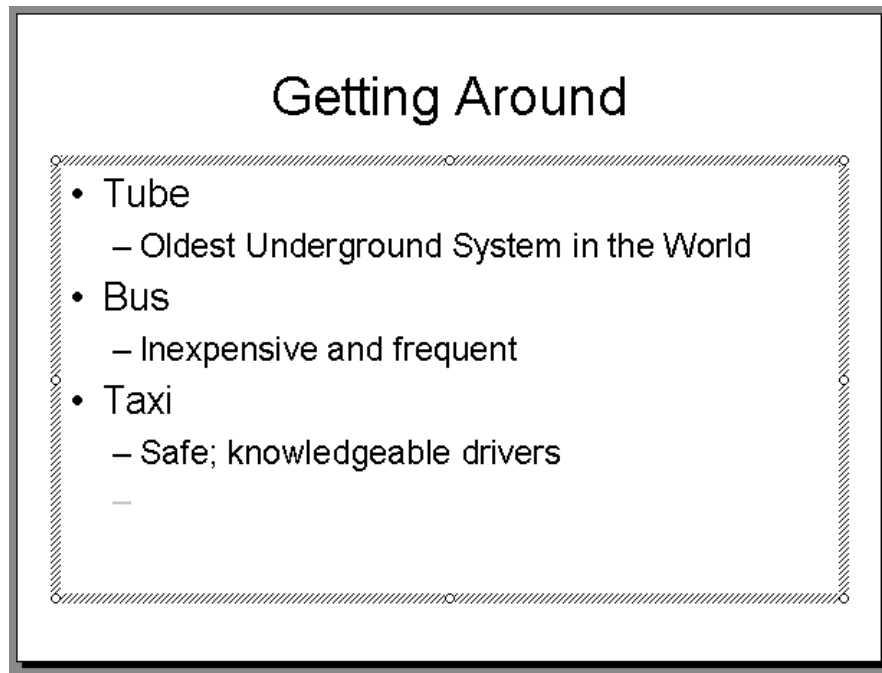 Getting Around
• Tube
– Oldest Underground System in the World
• Bus
– Inexpensive and frequent
• Taxi
– Safe; knowledgeable drivers
–